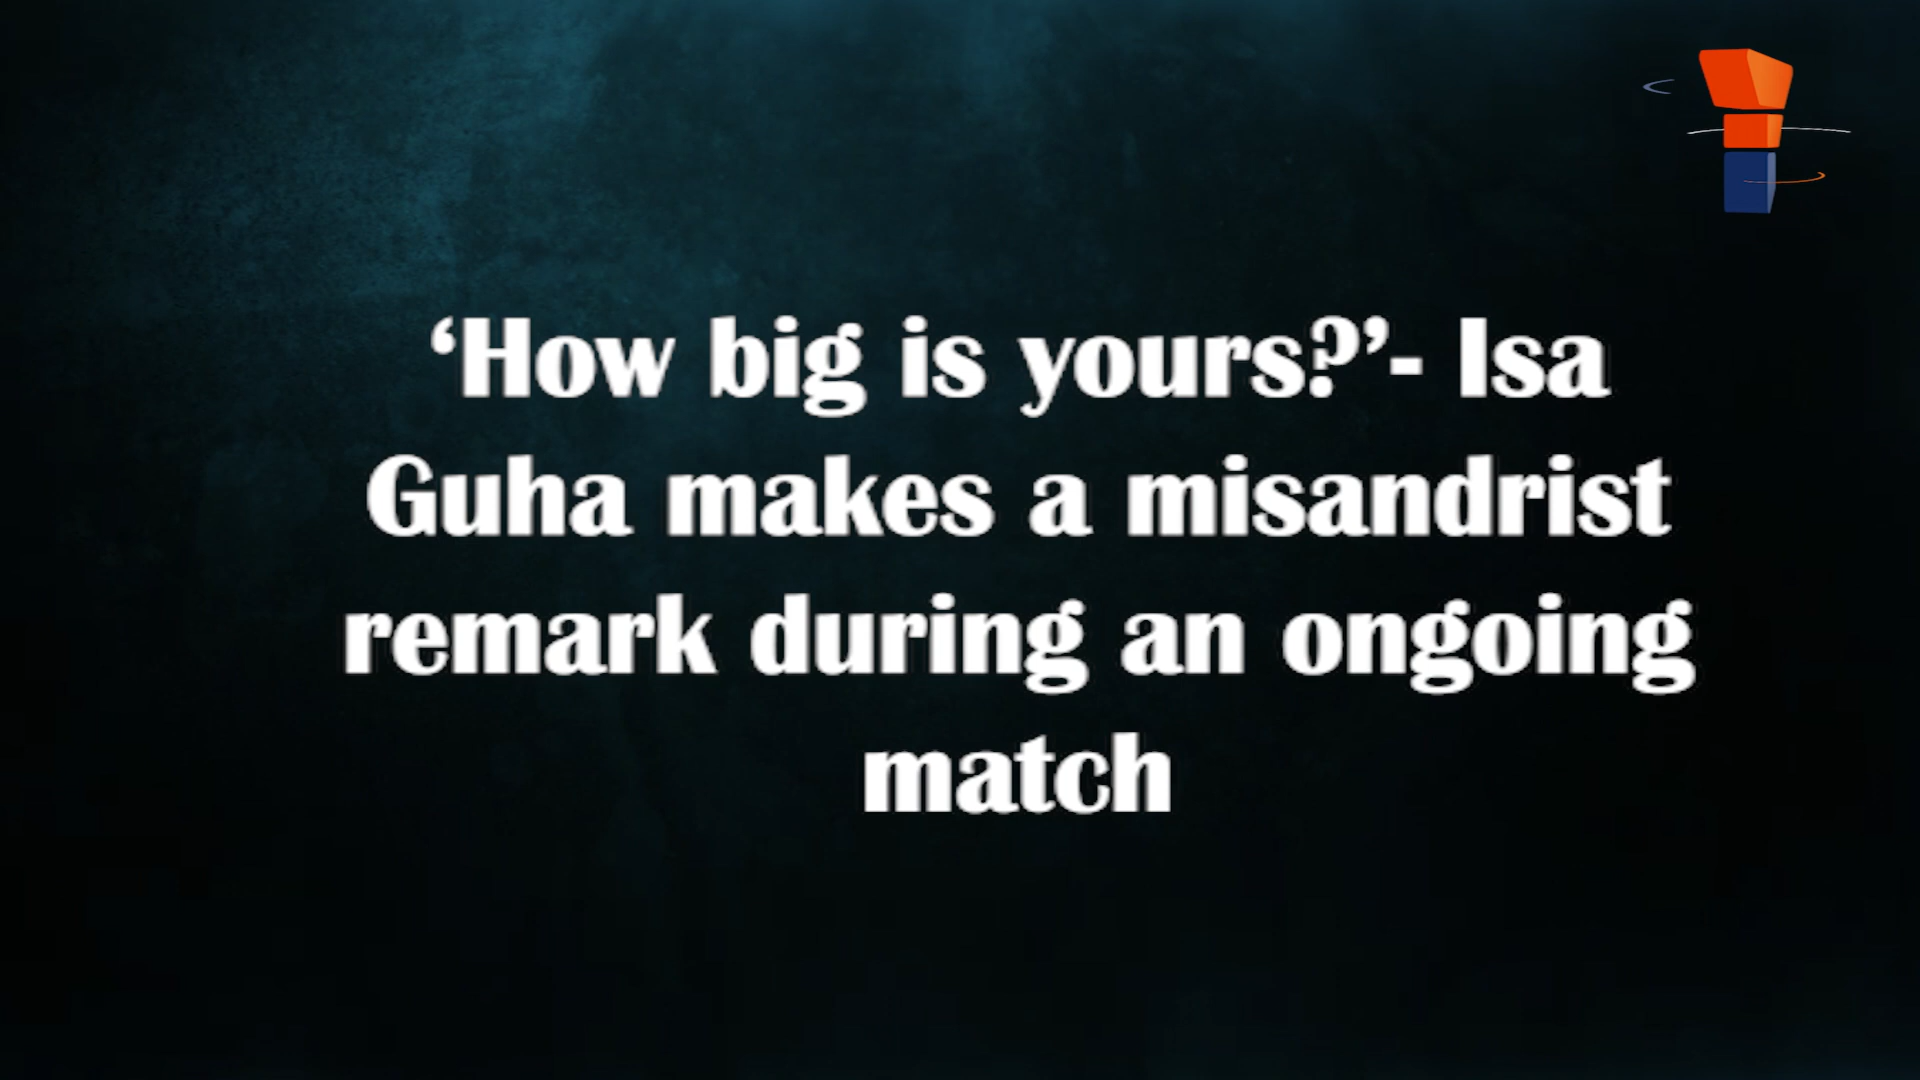 ‘How big is yours?’- Isa
Guha makes a misandrist
remark during an ongoing
match